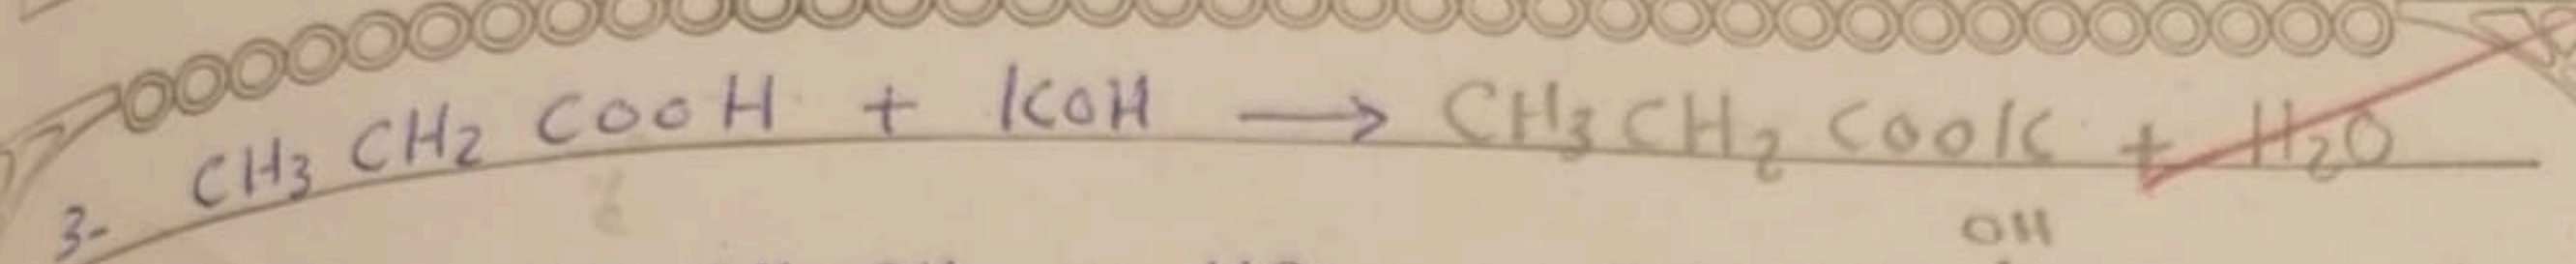 3- CH3 CH2 COOH + KOH → CH3 CH2 COOK + H2O
OH